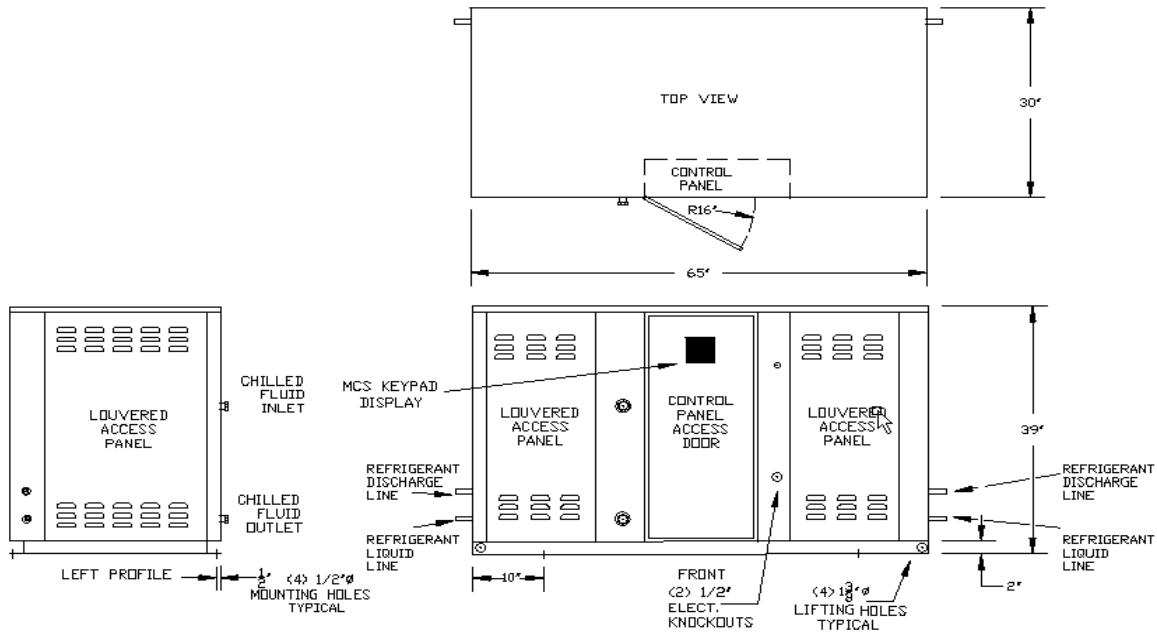 TOP VIEW
30"
CONTROL
PANEL
R16"
65"
CHILLED
FLUID
INLET
MCS KEYPAD
DISPLAY
LOUVERED
ACCESS
PANEL
LOUVERED
ACCESS
PANEL
CONTROL
PANEL
ACCESS
DOOR
LOUVERED
ACCESS
PANEL
39"
REFRIGERANT
DISCHARGE
LINE
REFRIGERANT
DISCHARGE
LINE
CHILLED
FLUID
OUTLET
REFRIGERANT
LIQUID
LINE
REFRIGERANT
LIQUID
LINE
LEFT PROFILE
1/2" (4) 1/2"Ø
MOUNTING HOLES
TYPICAL
10"
FRONT
(2) 1/2"
ELECT.
KNOCKOUTS
LIFTING HOLES
TYPICAL
2"